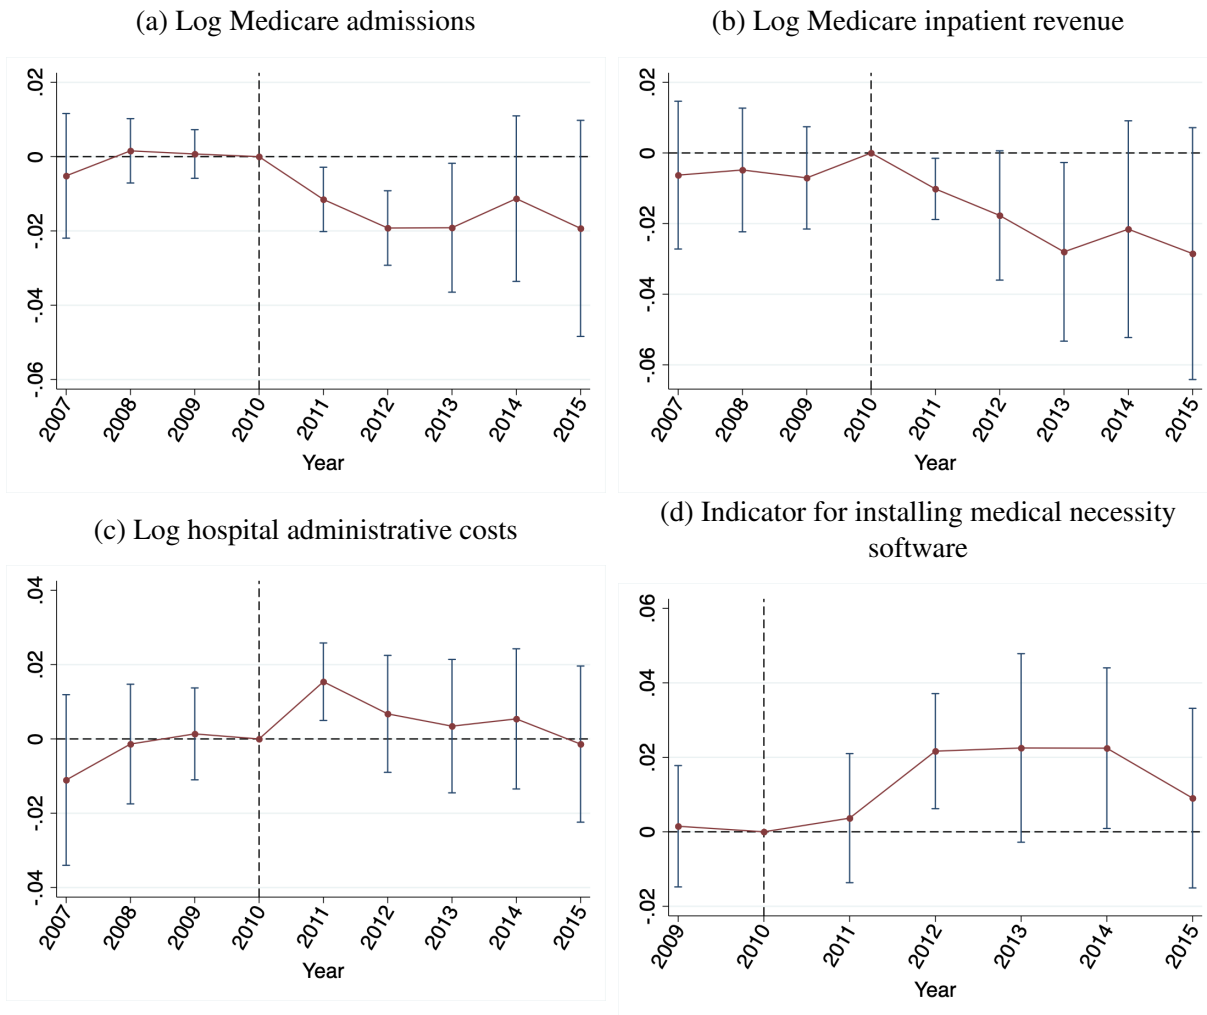 (a) Log Medicare admissions
.02
0
-.02
-.04
-.06
2007 2008 2009 2010 2011 2012 2013 2014 2015
Year
(b) Log Medicare inpatient revenue
.02
0
-.02
-.04
-.06
2007 2008 2009 2010 2011 2012 2013 2014 2015
Year
(c) Log hospital administrative costs
.04
.02
0
-.02
-.04
2007 2008 2009 2010 2011 2012 2013 2014 2015
Year
(d) Indicator for installing medical necessity
software
.06
.04
.02
0
-.02
2009 2010 2011 2012 2013 2014 2015
Year